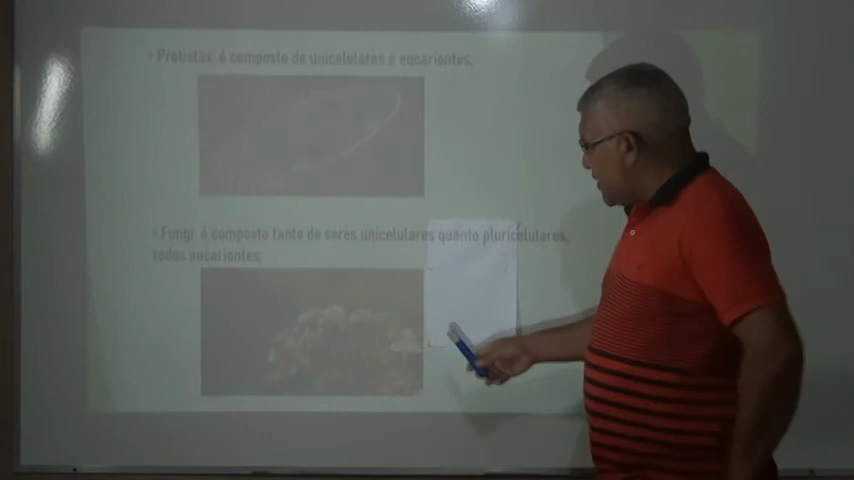 • Protistas: é composto de unicelulares e eucariontes,
• Fungi: é composto tanto de seres unicelulares quanto pluricelulares,
todos eucariontes;